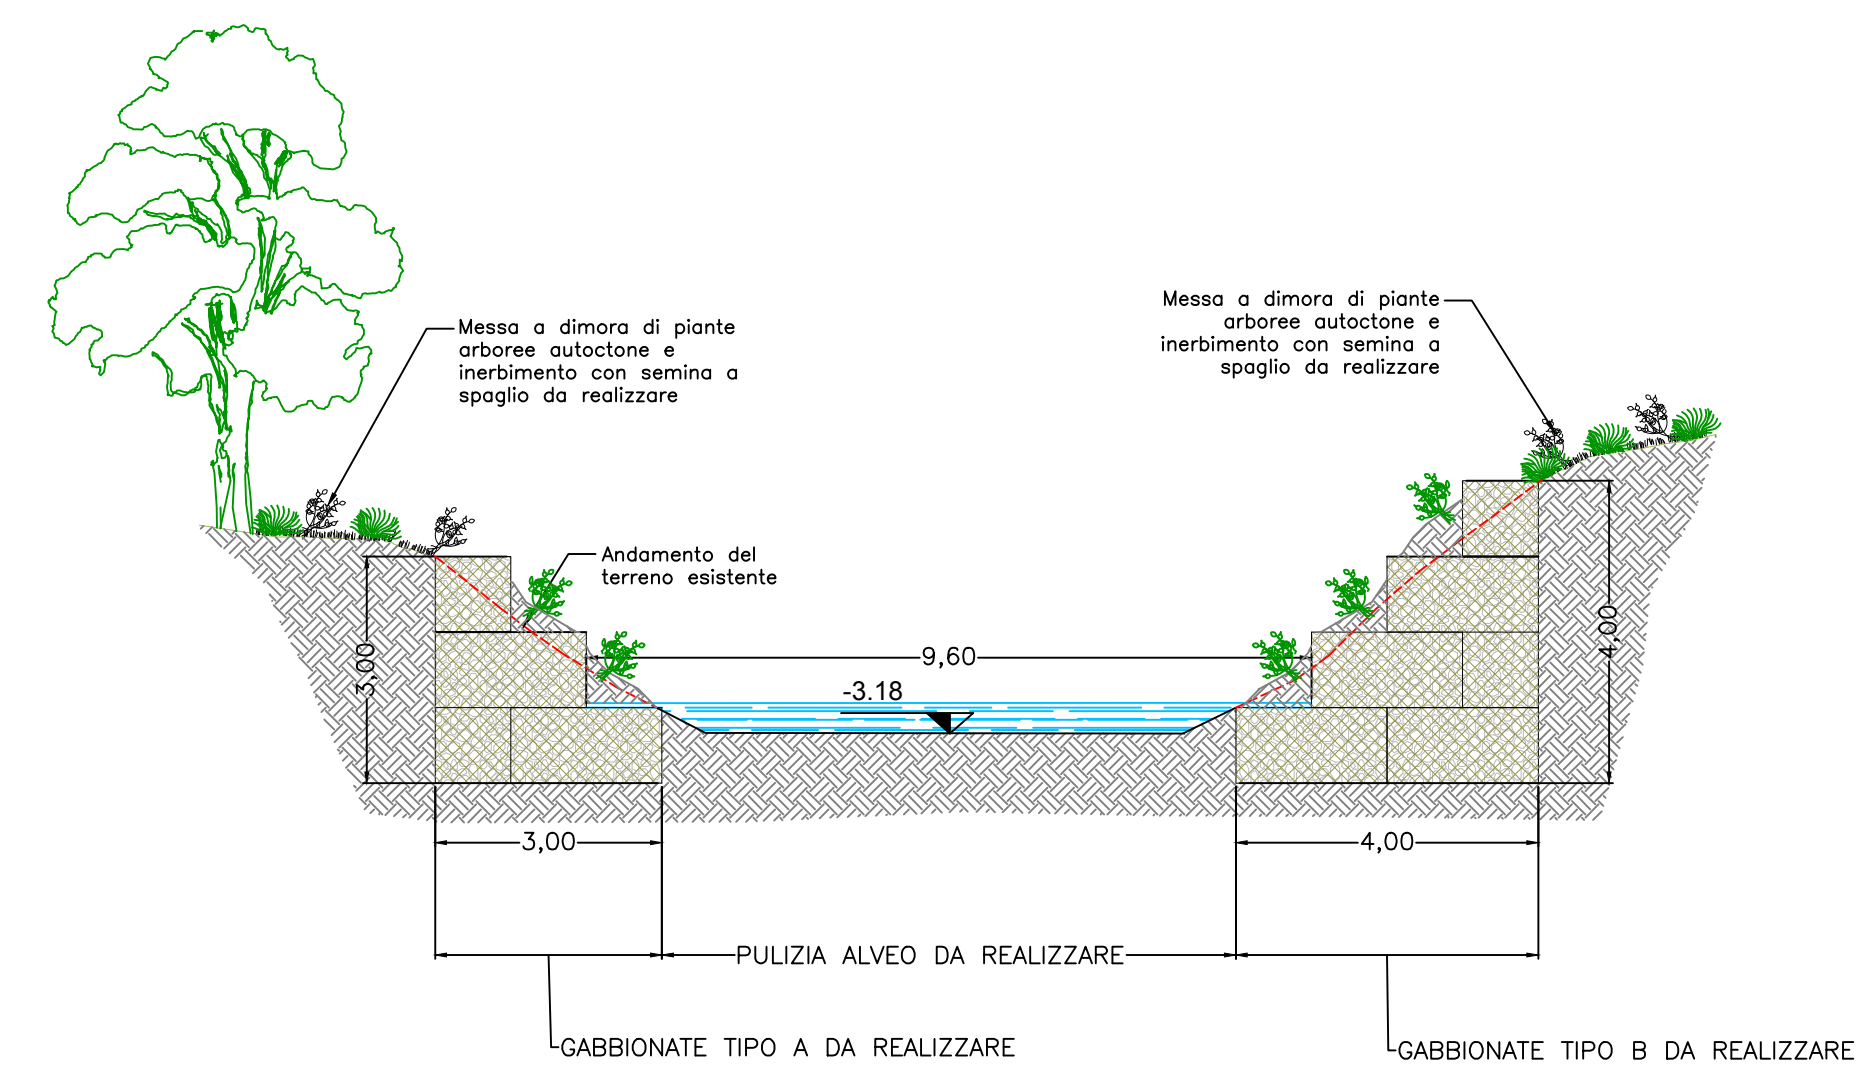 Messa a dimora di piante
arboree autoctone e
inerbimento con semina a
spaglio da realizzare
Messa a dimora di piante
arboree autoctone e
inerbimento con semina a
spaglio da realizzare
Andamento del
terreno esistente
9,60
-3.18
3,00
4,00
3,00
4,00
PULIZIA ALVEO DA REALIZZARE
GABBIONATE TIPO A DA REALIZZARE
GABBIONATE TIPO B DA REALIZZARE